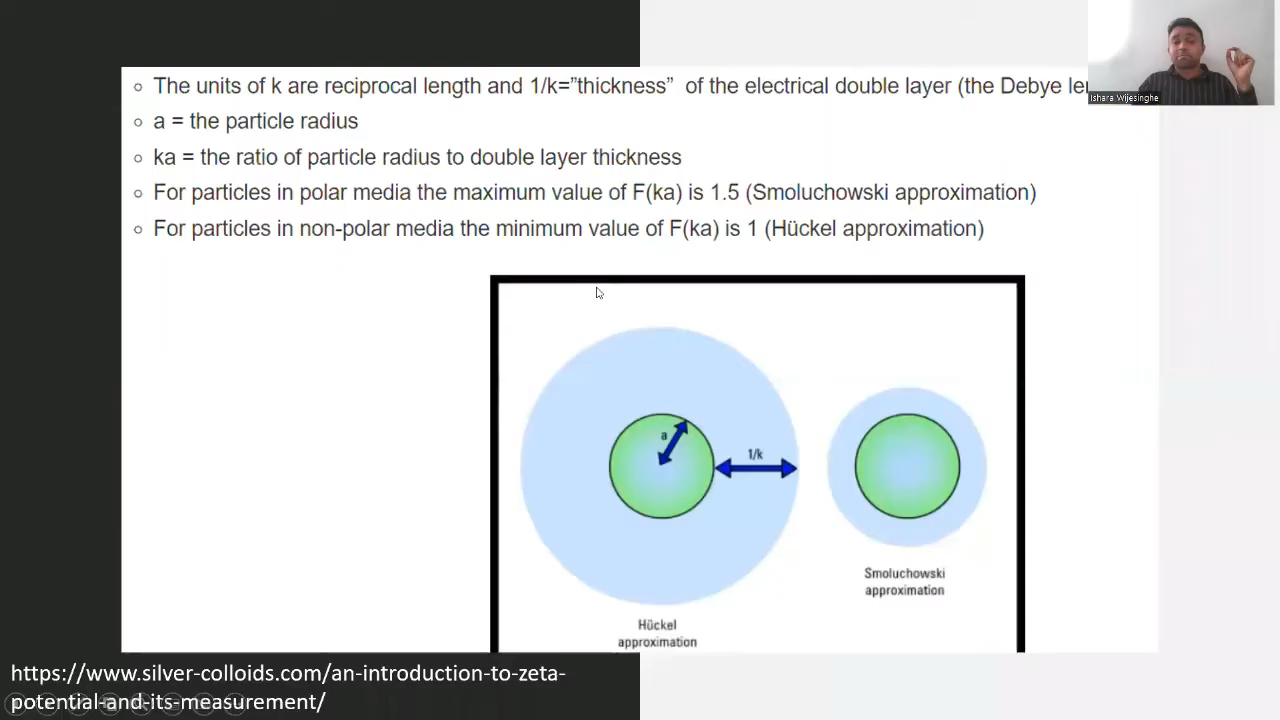 The units of k are reciprocal length and 1/k=”thickness” of the electrical double layer (the Debye
Ishara Wijesinghe
a = the particle radius
ka = the ratio of particle radius to double layer thickness
For particles in polar media the maximum value of F(ka) is 1.5 (Smoluchowski approximation)
For particles in non-polar media the minimum value of F(ka) is 1 (Hückel approximation)
a
1/k
Smoluchowski
approximation
Hückel
approximation
https://www.silver-colloids.com/an-introduction-to-zeta-
potential-and-its-measurement/